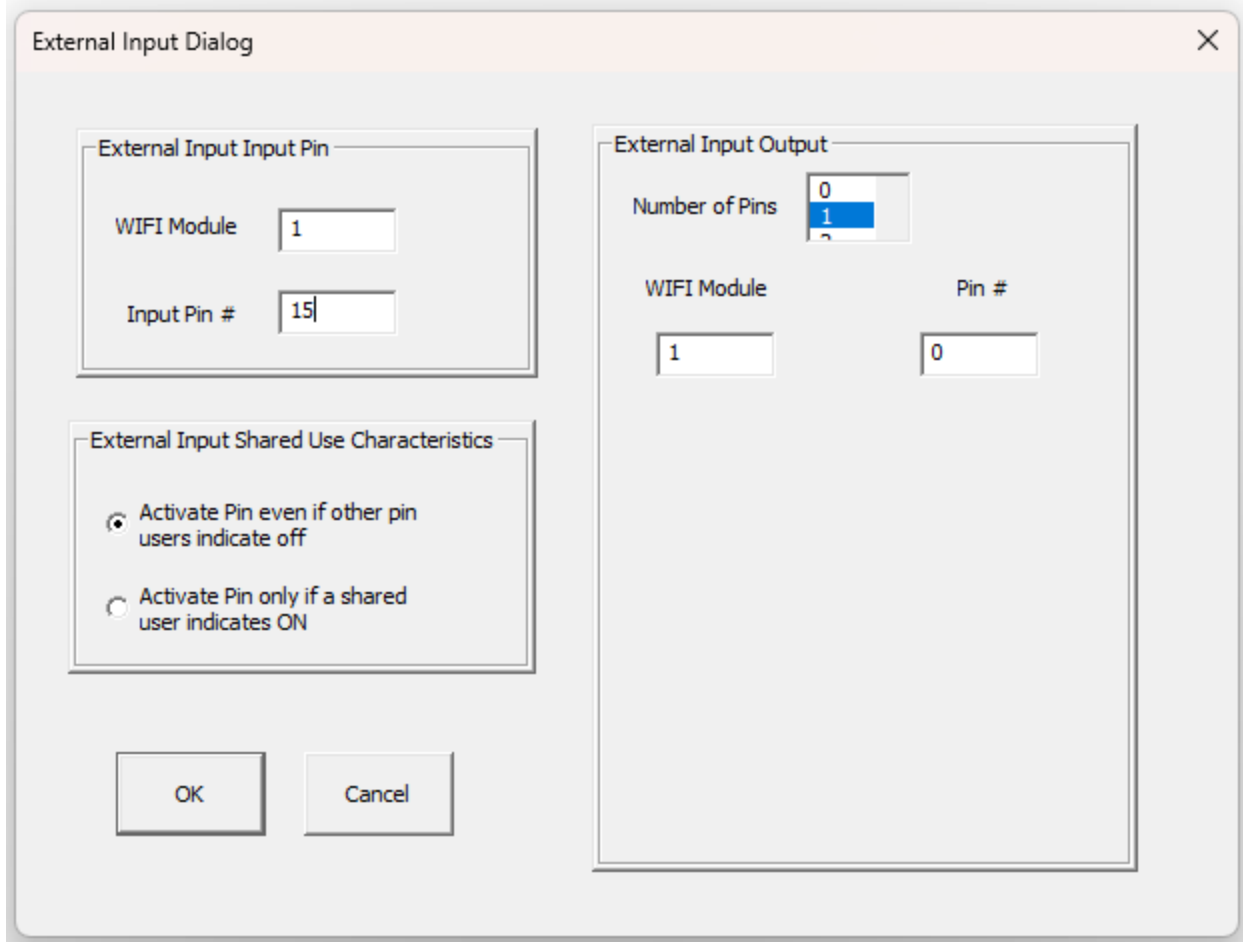 External Input Dialog
External Input Input Pin
WIFI Module 1
Input Pin # 15
External Input Shared Use Characteristics
Activate Pin even if other pin
users indicate off
Activate Pin only if a shared
user indicates ON
OK Cancel
External Input Output
Number of Pins
0
1
WIFI Module Pin #
1 0